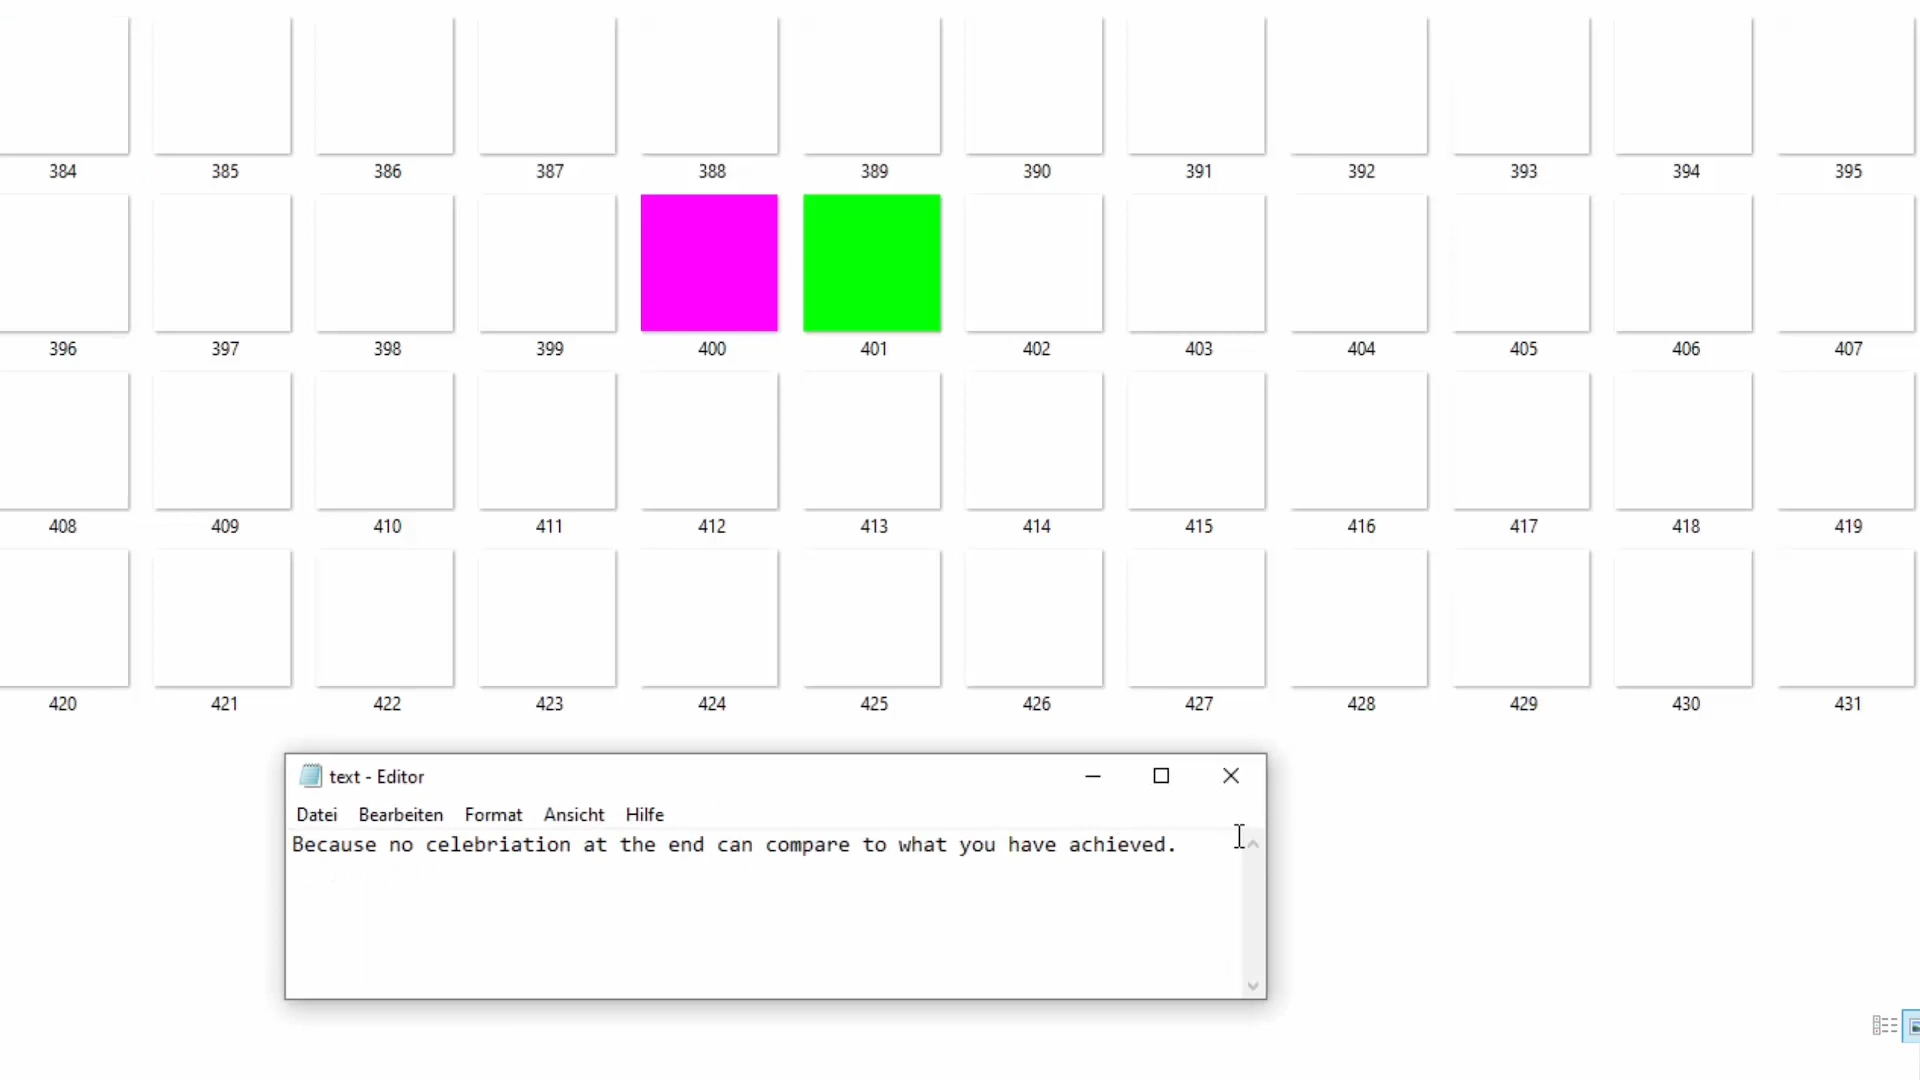 384 385 386 387 388 389 390 391 392 393 394 395
396 397 398 399 400 401 402 403 404 405 406 407
408 409 410 411 412 413 414 415 416 417 418 419
420 421 422 423 424 425 426 427 428 429 430 431
text - Editor
Datei Bearbeiten Format Ansicht Hilfe
Because no celebriation at the end can compare to what you have achieved.